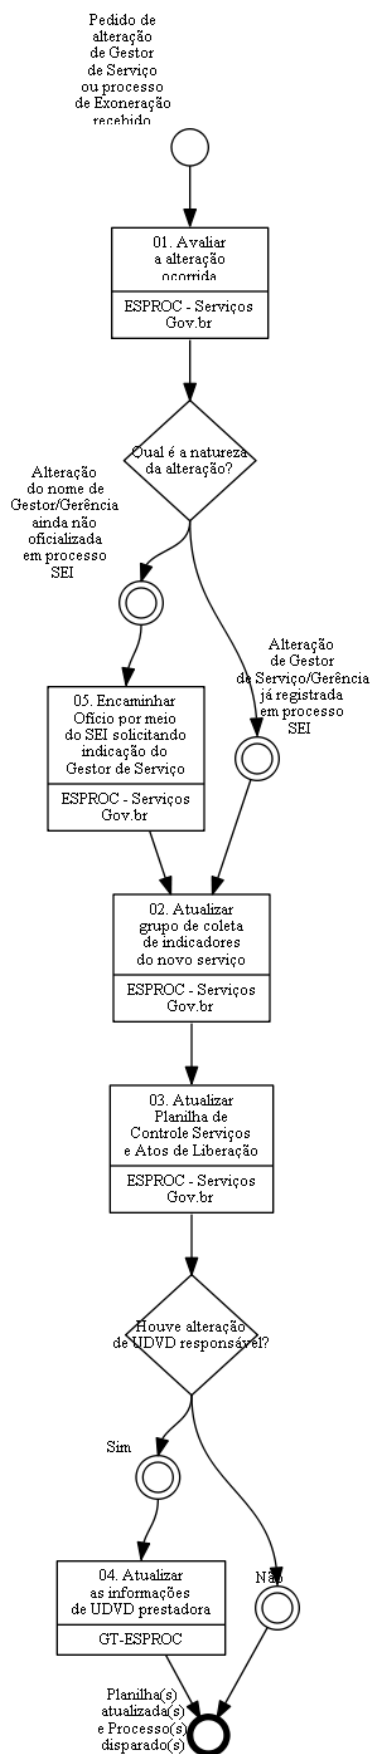 Pedido de
alteração
de Gestor
de Serviço
ou processo
de Exoneração
recebido
01. Avaliar
a alteração
ocorrida
ESPROC - Serviços
Gov.br
Qual é a natureza
da alteração?
Alteração
do nome de
Gestor/Gerência
ainda não
oficializada
em processo
SEI
Alteração
de Gestor
de Serviço/Gerência
já registrada
em processo
SEI
05. Encaminhar
Ofício por meio
do SEI solicitando
indicação do
Gestor de Serviço
ESPROC - Serviços
Gov.br
02. Atualizar
grupo de coleta
de indicadores
do novo serviço
ESPROC - Serviços
Gov.br
03. Atualizar
Planilha de
Controle Serviços
e Atos de Liberação
ESPROC - Serviços
Gov.br
Houve alteração
de UDVD responsável?
Sim
Não
04. Atualizar
as informações
de UDVD prestadora
GT-ESPROC
Planilha(s)
atualizada(s)
e Processo(s)
disparado(s)